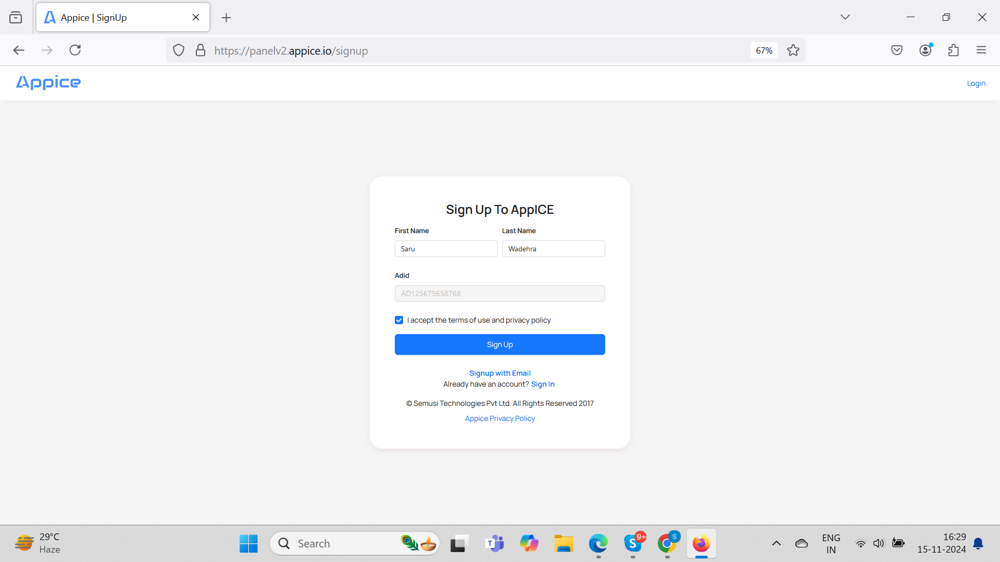 Appice | SignUp
https://panelv2.appice.io/signup
67%
Appice
Login
Sign Up To AppICE
First Name
Last Name
Saru
Wadehra
Adid
AD125675658768
I accept the terms of use and privacy policy
Sign Up
Signup with Email
Already have an account? Sign In
© Semusi Technologies Pvt Ltd. All Rights Reserved 2017
Appice Privacy Policy
29°C
Haze
Search
T
S
9+
S
ENG
IN
16:29
15-11-2024